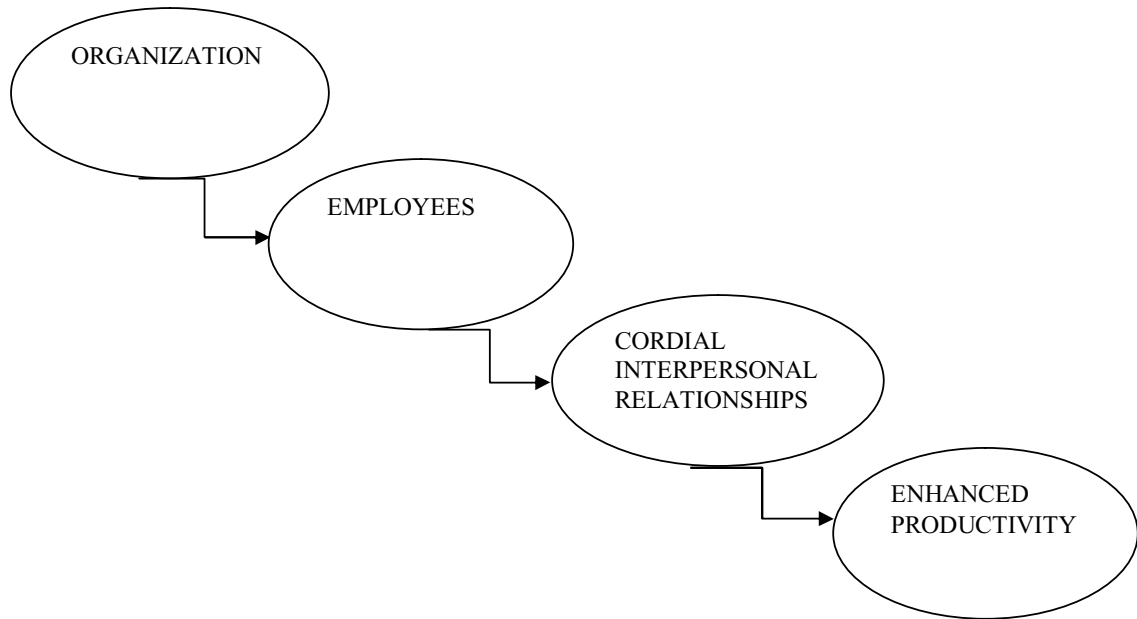 ORGANIZATION
EMPLOYEES
CORDIAL
INTERPERSONAL
RELATIONSHIPS
ENHANCED
PRODUCTIVITY